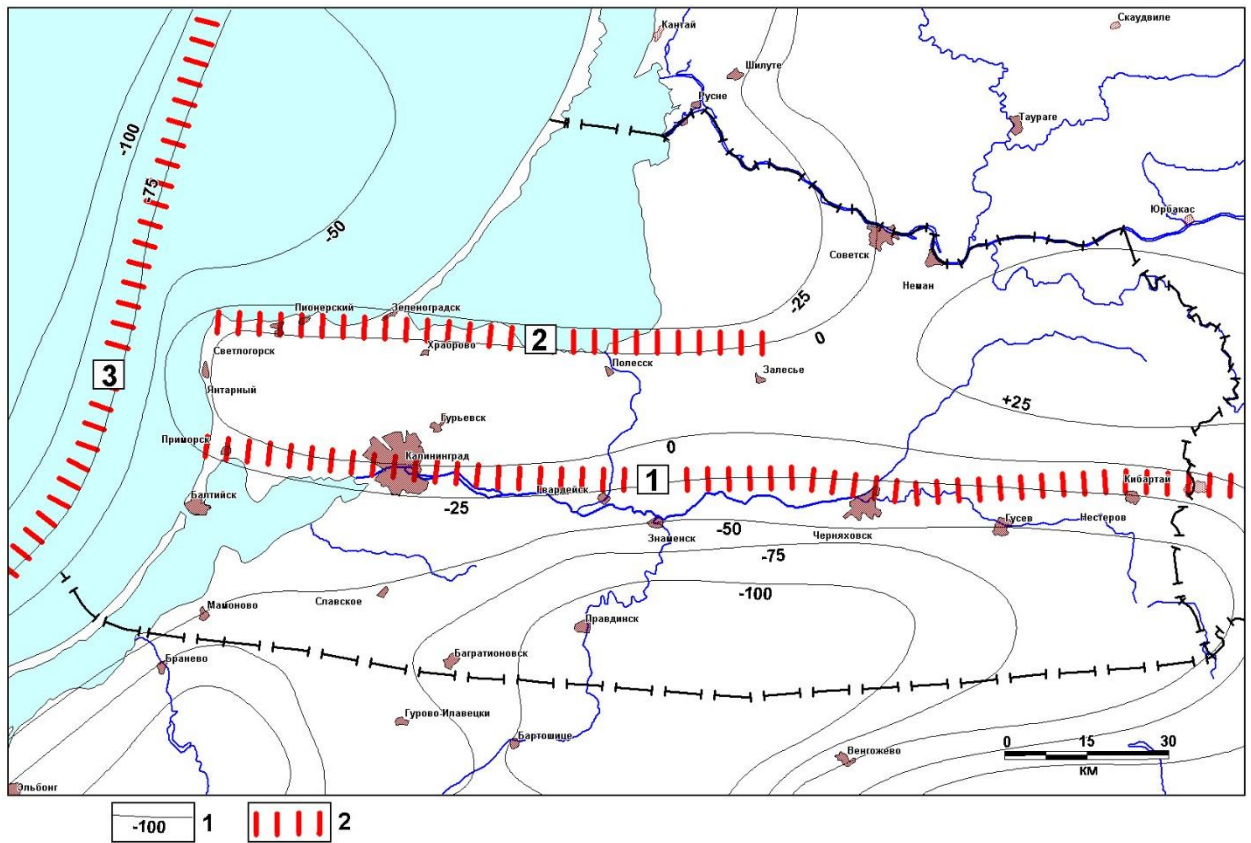 Кантай
Скаудвиле
Шилуте
Русне
Таураге
-100
-75
-50
Юрбакас
Советск
Неман
-25
0
Пионерский
Зеленоградск
2
Светлогорск
Храброво
Полесск
Залесье
3
Янтарный
+25
Гурьевск
Приморск
0
Калининград
1
Кибартай
Балтийск
Гвардейск
-25
-50
Знаменск
Черняховск
Гусев
Нестеров
-75
-100
Славское
Мамоново
Правдинск
Багратионовск
Бранево
Гурово-Илавецки
Бартошице
Венгожево
0 15 30
КМ
Эльбонг
-100 1 2